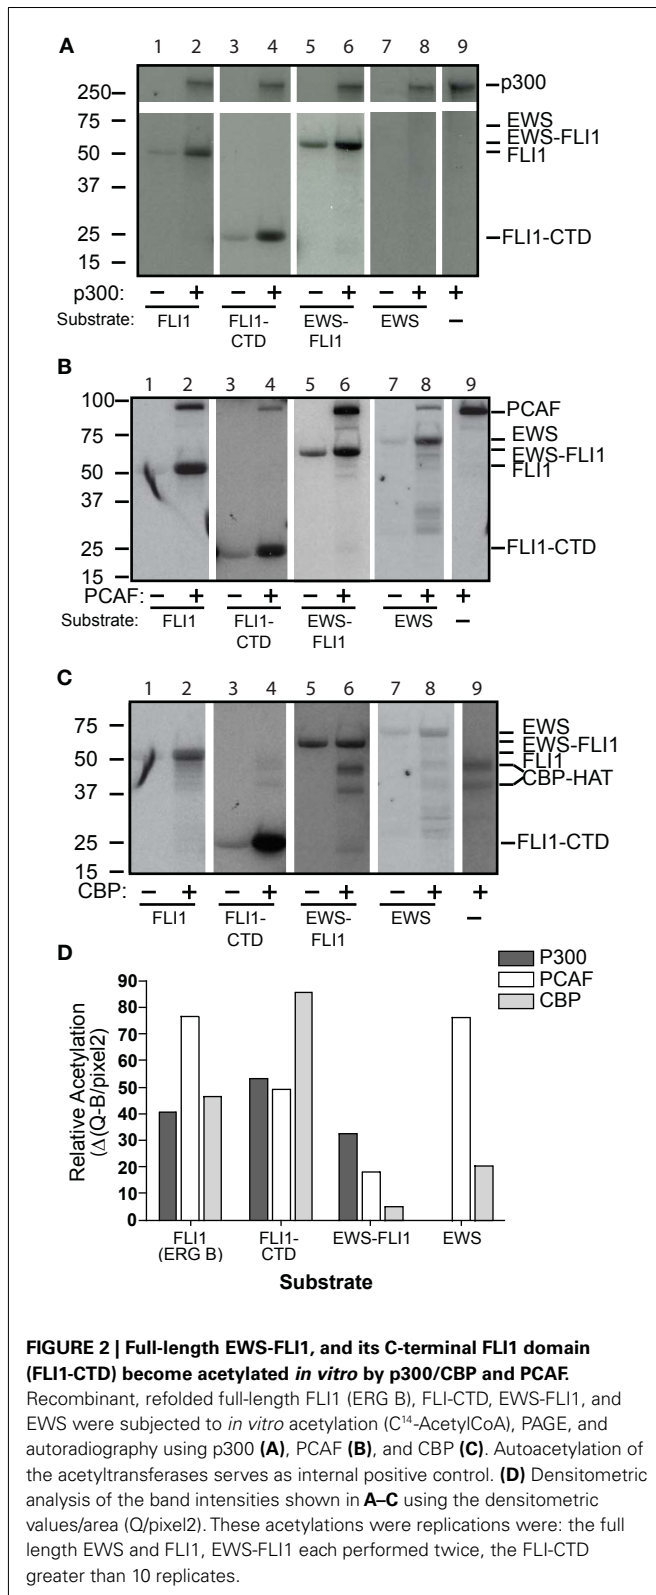 A
1 2 3 4 5 6 7 8 9
250
75
50
37
25
15
p300
EWS
EWS-FLI1
FLI1
FLI1-CTD
p300: − + − + − + − + +
Substrate: FLI1 FLI1-CTD EWS-FLI1 EWS −
B
1 2 3 4 5 6 7 8 9
100
75
50
37
25
15
PCAF
EWS
EWS-FLI1
FLI1
FLI1-CTD
PCAF: − + − + − + − + +
Substrate: FLI1 FLI1-CTD EWS-FLI1 EWS −
C
1 2 3 4 5 6 7 8 9
75
50
37
25
15
EWS
EWS-FLI1
FLI1
CBP-HAT
FLI1-CTD
CBP: − + − + − + − + +
FLI1 FLI1-CTD EWS-FLI1 EWS −
D
P300
PCAF
CBP
Relative Acetylation
(Δ(Q-B/pixel2)
90
80
70
60
50
40
30
20
10
0
FLI1 (ERG B)
FLI1-CTD
EWS-FLI1
EWS
Substrate
FIGURE 2 | Full-length EWS-FLI1, and its C-terminal FLI1 domain
(FLI1-CTD) become acetylated in vitro by p300/CBP and PCAF.
Recombinant, refolded full-length FLI1 (ERG B), FLI-CTD, EWS-FLI1, and
EWS were subjected to in vitro acetylation (C¹⁴-AcetylCoA), PAGE, and
autoradiography using p300 (A), PCAF (B), and CBP (C). Autoacetylation of
the acetyltransferases serves as internal positive control. (D) Densitometric
analysis of the band intensities shown in A–C using the densitometric
values/area (Q/pixel2). These acetylations were replications were: the full
length EWS and FLI1, EWS-FLI1 each performed twice, the FLI-CTD
greater than 10 replicates.